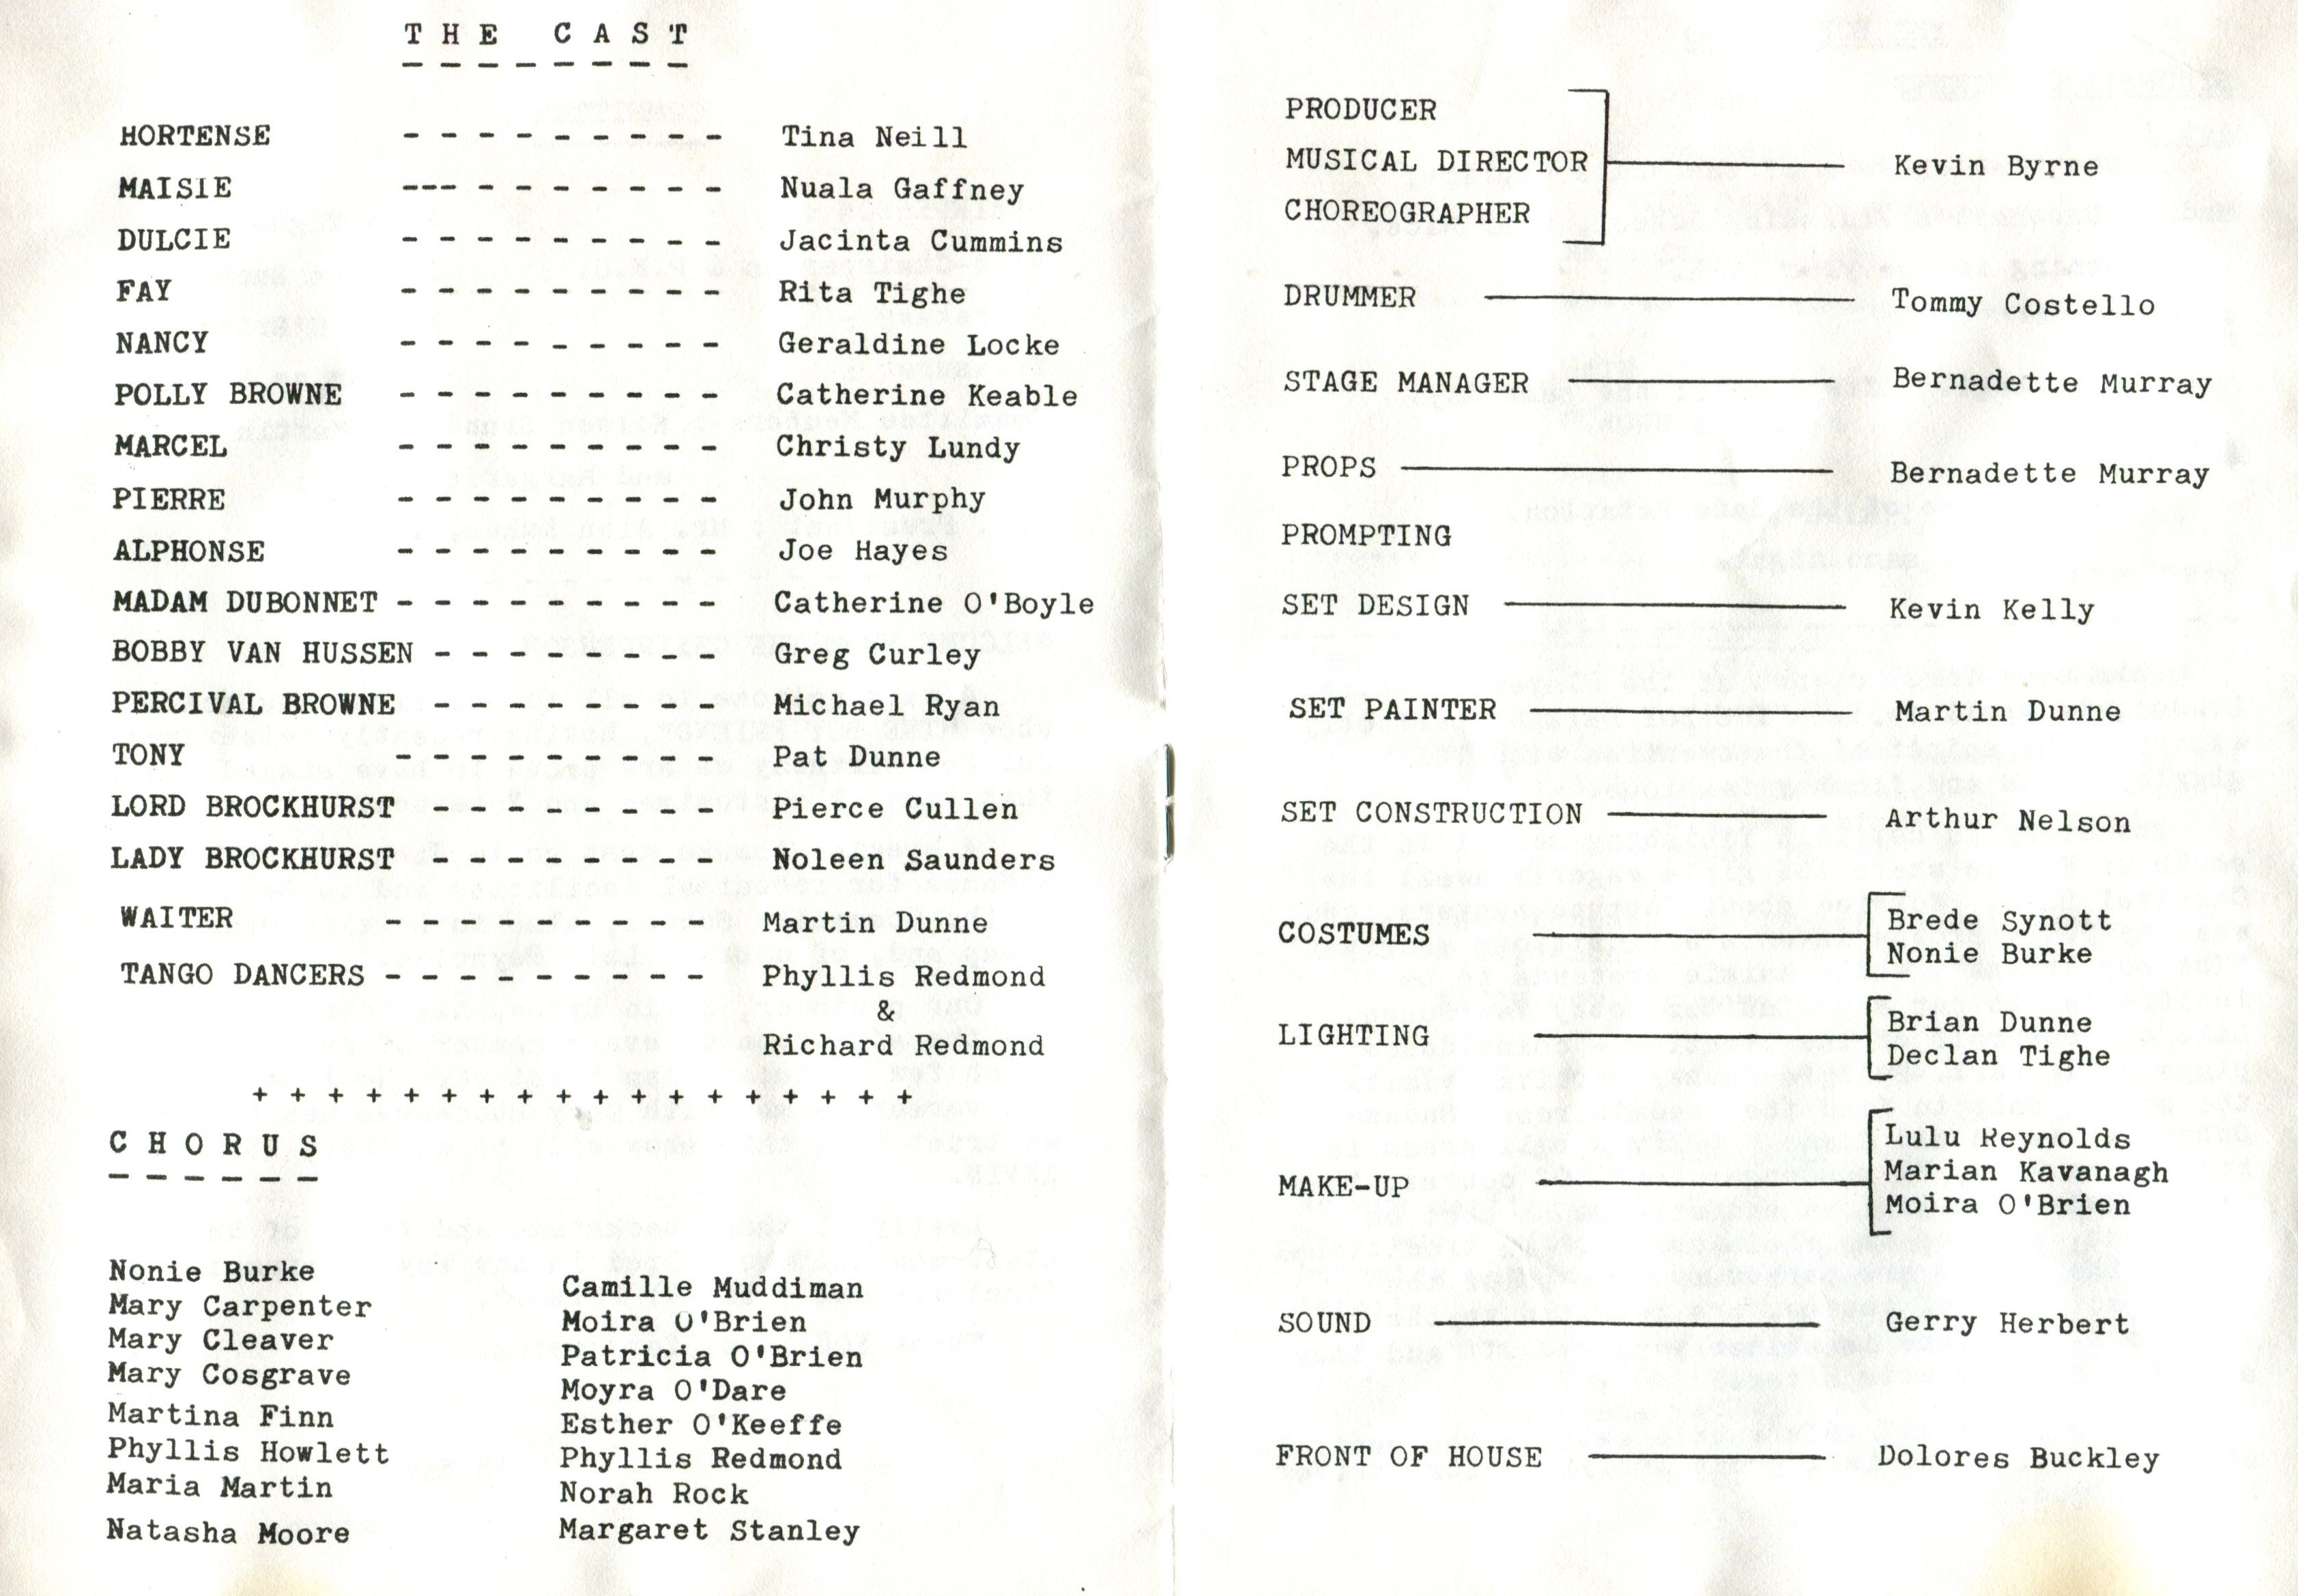 T H E   C A S T
- - - - - - - -
HORTENSE - - - - - - - - - Tina Neill
MAISIE --- - - - - - - - Nuala Gaffney
DULCIE - - - - - - - - - Jacinta Cummins
FAY - - - - - - - - - Rita Tighe
NANCY - - - - - - - - - Geraldine Locke
POLLY BROWNE - - - - - - - - - Catherine Keable
MARCEL - - - - - - - - - Christy Lundy
PIERRE - - - - - - - - - John Murphy
ALPHONSE - - - - - - - - - Joe Hayes
MADAM DUBONNET - - - - - - - - - Catherine O'Boyle
BOBBY VAN HUSSEN - - - - - - - - Greg Curley
PERCIVAL BROWNE - - - - - - - - Michael Ryan
TONY - - - - - - - - - Pat Dunne
LORD BROCKHURST - - - - - - - - Pierce Cullen
LADY BROCKHURST - - - - - - - - Noleen Saunders
WAITER - - - - - - - - - Martin Dunne
TANGO DANCERS - - - - - - - - - Phyllis Redmond
&
Richard Redmond
+ + + + + + + + + + + + + + + + + +
C H O R U S
- - - - - -
Nonie Burke
Mary Carpenter
Mary Cleaver
Mary Cosgrave
Martina Finn
Phyllis Howlett
Maria Martin
Natasha Moore
Camille Muddiman
Moira O'Brien
Patricia O'Brien
Moyra O'Dare
Esther O'Keeffe
Phyllis Redmond
Norah Rock
Margaret Stanley
PRODUCER
MUSICAL DIRECTOR Kevin Byrne
CHOREOGRAPHER
DRUMMER Tommy Costello
STAGE MANAGER Bernadette Murray
PROPS Bernadette Murray
PROMPTING
SET DESIGN Kevin Kelly
SET PAINTER Martin Dunne
SET CONSTRUCTION Arthur Nelson
COSTUMES Brede Synott
Nonie Burke
LIGHTING Brian Dunne
Declan Tighe
MAKE-UP Lulu Reynolds
Marian Kavanagh
Moira O'Brien
SOUND Gerry Herbert
FRONT OF HOUSE Dolores Buckley